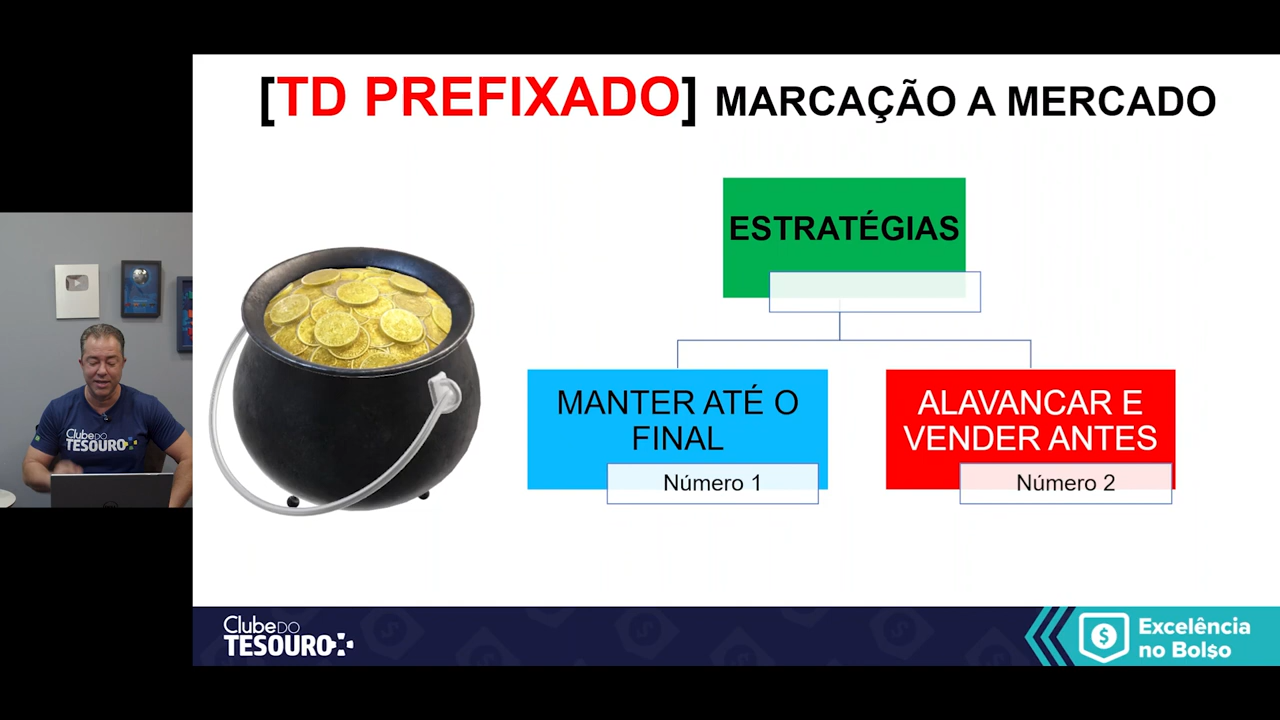 [TD PREFIXADO] MARCAÇÃO A MERCADO
ESTRATÉGIAS
MANTER ATÉ O
FINAL
Número 1
ALAVANCAR E
VENDER ANTES
Número 2
Clube DO
TESOURO
Clube DO
TESOURO
Excelência
no Bolso